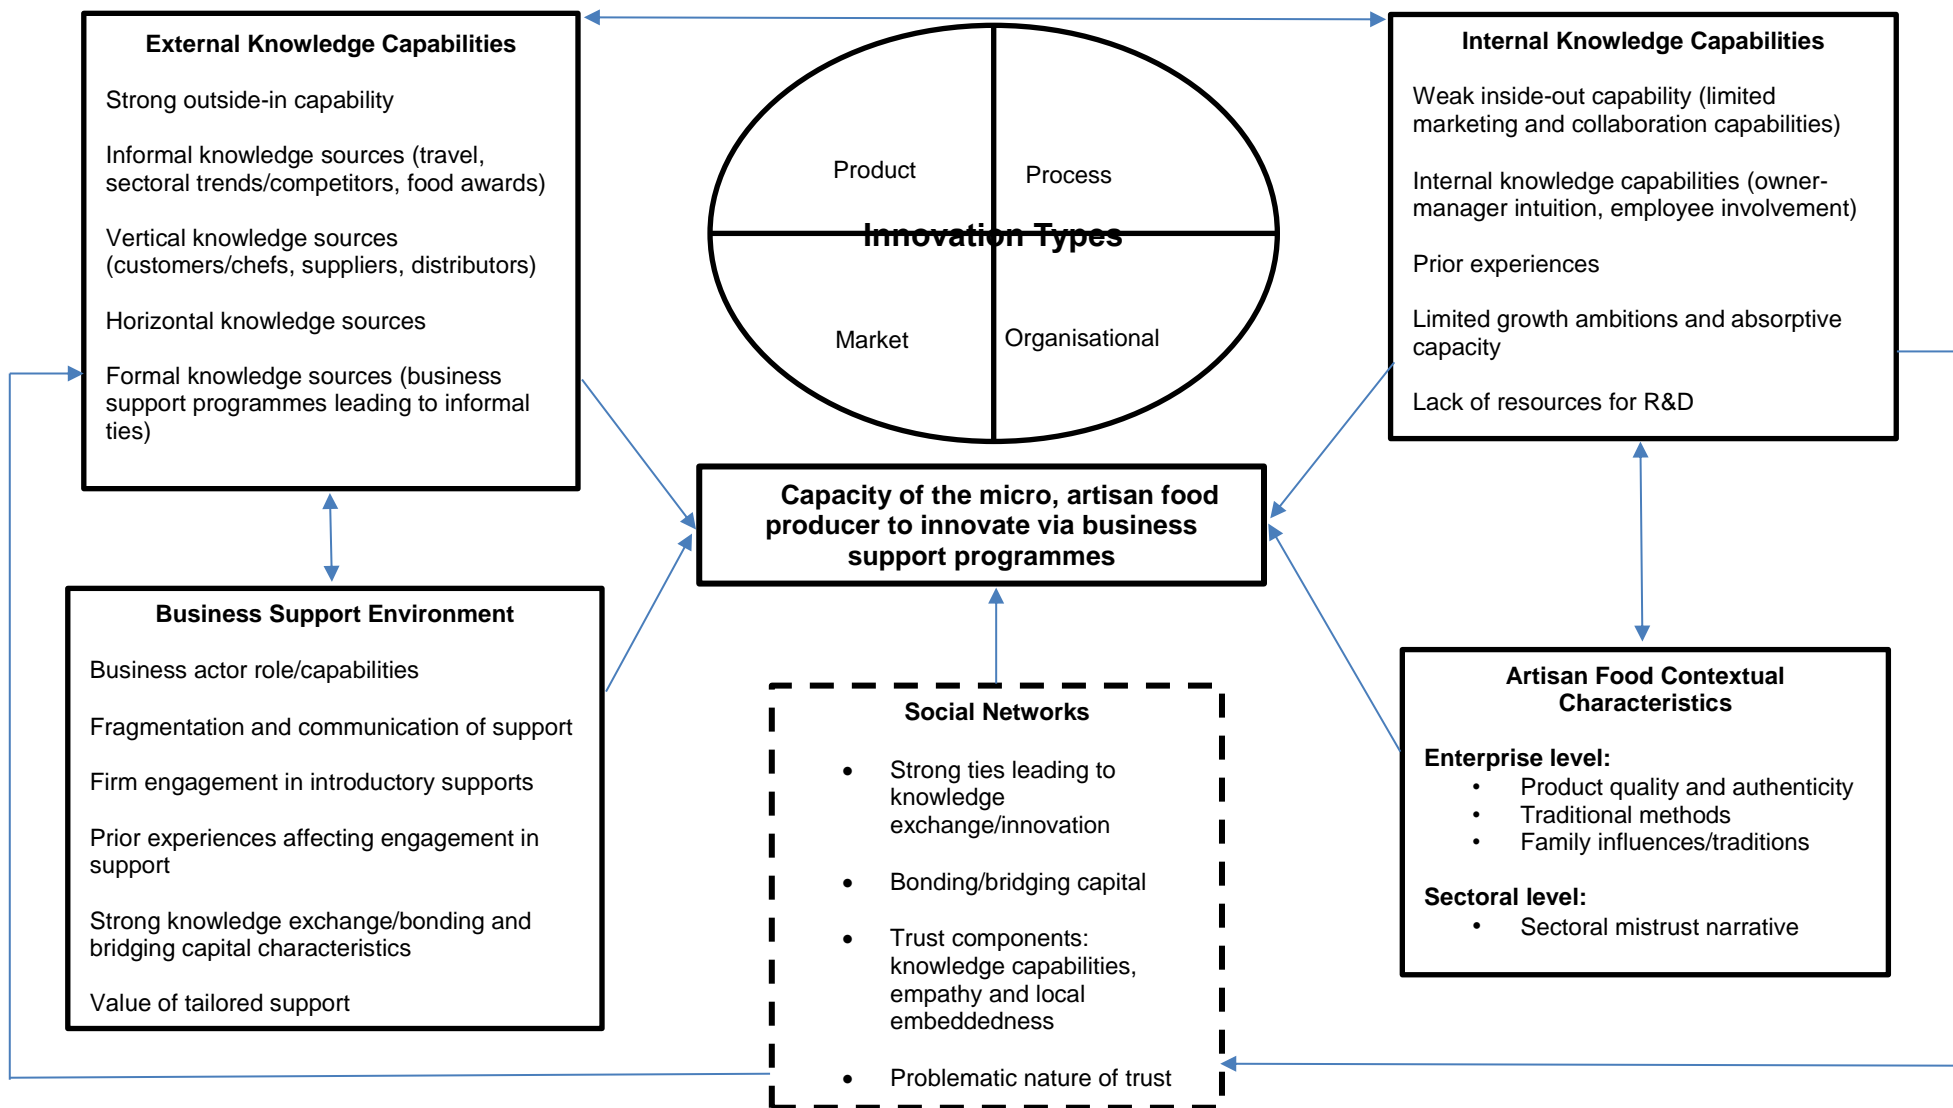 External Knowledge Capabilities
Strong outside-in capability
Informal knowledge sources (travel,
sectoral trends/competitors, food awards)
Vertical knowledge sources
(customers/chefs, suppliers, distributors)
Horizontal knowledge sources
Formal knowledge sources (business
support programmes leading to informal
ties)
Product
Process
Innovation Types
Market
Organisational
Internal Knowledge Capabilities
Weak inside-out capability (limited
marketing and collaboration capabilities)
Internal knowledge capabilities (owner-
manager intuition, employee involvement)
Prior experiences
Limited growth ambitions and absorptive
capacity
Lack of resources for R&D
Capacity of the micro, artisan food
producer to innovate via business
support programmes
Business Support Environment
Business actor role/capabilities
Fragmentation and communication of support
Firm engagement in introductory supports
Prior experiences affecting engagement in
support
Strong knowledge exchange/bonding and
bridging capital characteristics
Value of tailored support
Social Networks
• Strong ties leading to
knowledge
exchange/innovation
• Bonding/bridging capital
• Trust components:
knowledge capabilities,
empathy and local
embeddedness
• Problematic nature of trust
Artisan Food Contextual
Characteristics
Enterprise level:
• Product quality and authenticity
• Traditional methods
• Family influences/traditions
Sectoral level:
• Sectoral mistrust narrative